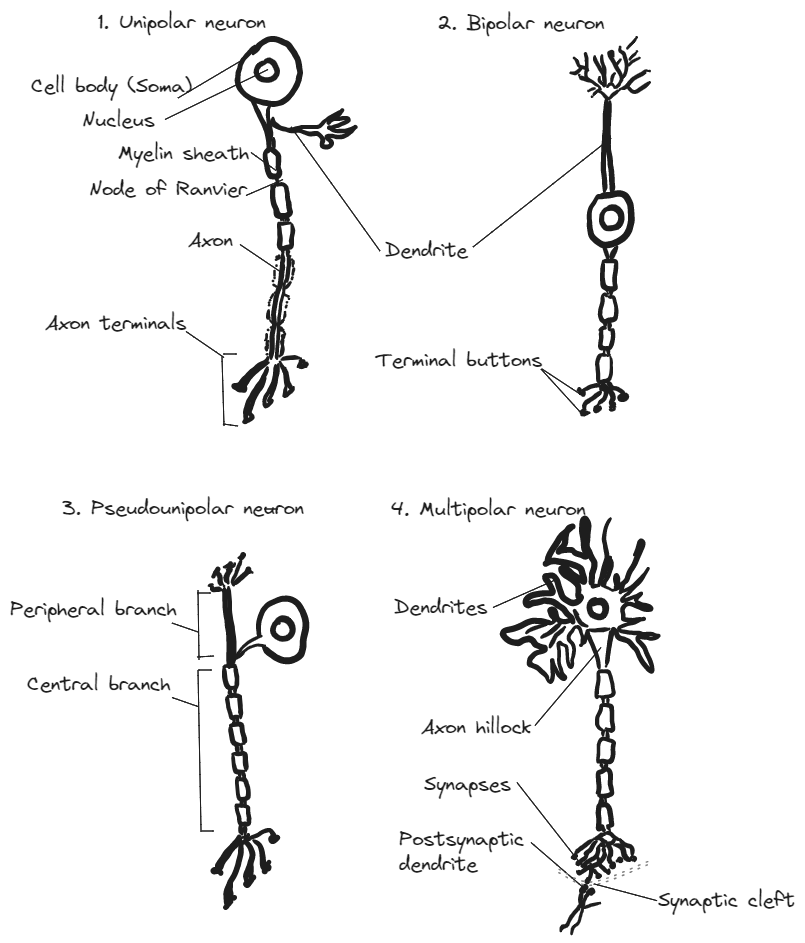 1. Unipolar neuron
Cell body (Soma)
Nucleus
Myelin sheath
Node of Ranvier
Axon
Axon terminals
2. Bipolar neuron
Dendrite
Terminal buttons
3. Pseudounipolar neuron
Peripheral branch
Central branch
4. Multipolar neuron
Dendrites
Axon hillock
Synapses
Postsynaptic
dendrite
Synaptic cleft